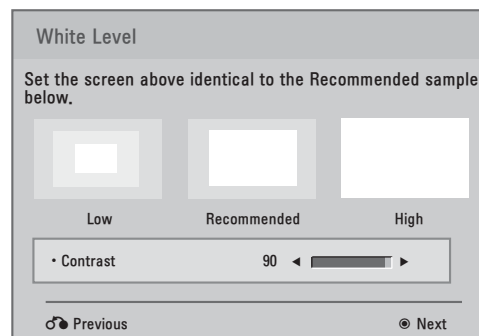 White Level
Set the screen above identical to the Recommended sample
below.
Low Recommended High
• Contrast 90 ◄ ►
Previous ◉ Next